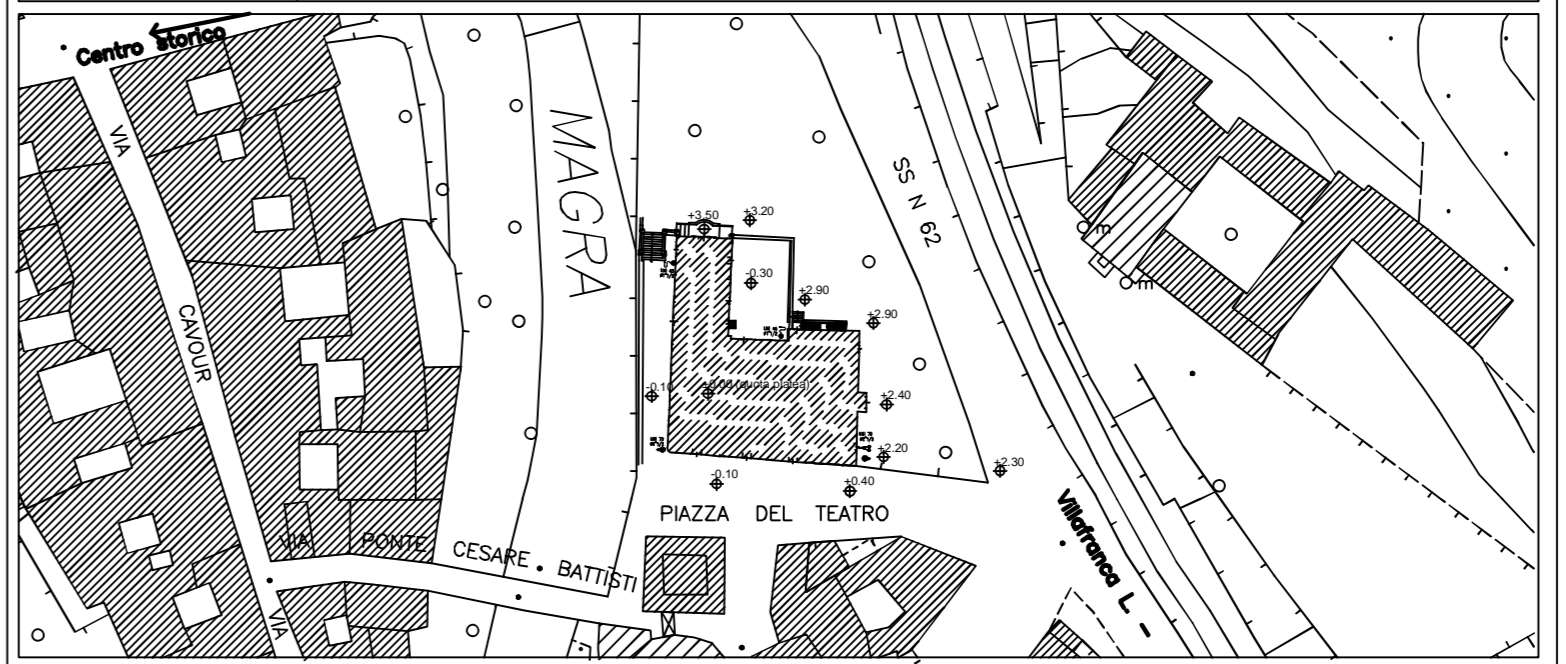 Centro storico
VIA
CAVOUR
MAGRA
SS N 62
m
m
+3.50
+3.20
-0.30
+2.90
+2.90
-0.10
±0.00 (quota platea)
+2.40
+2.20
+2.30
-0.10
+0.40
PIAZZA DEL TEATRO
VIA PONTE CESARE BATTISTI
VIA
Villafranca L. -